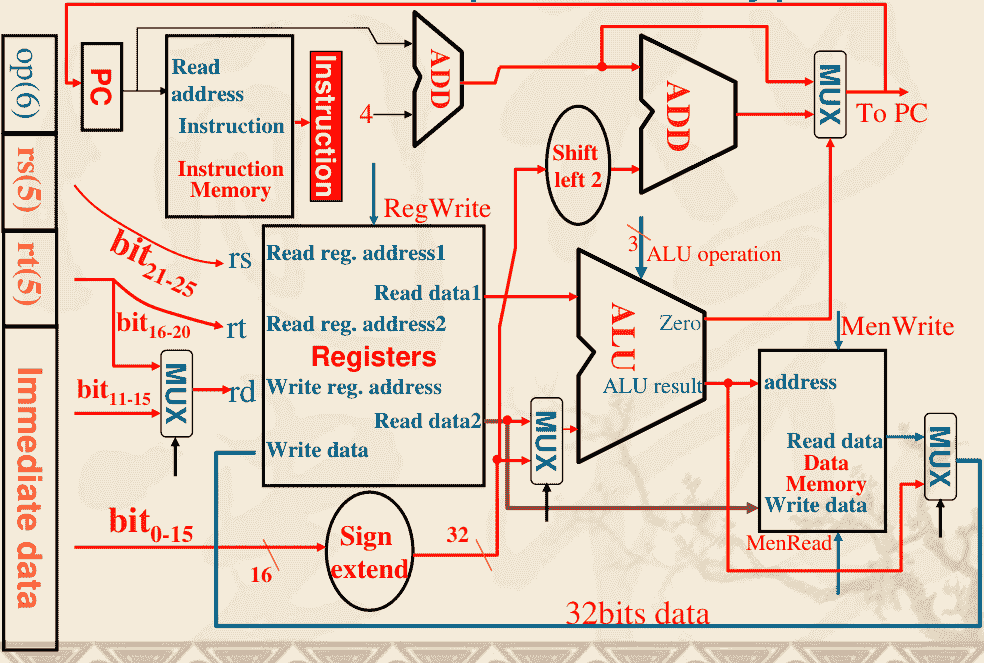 op(6)
rs(5)
rt(5)
Immediate data
PC
Read
address
Instruction
Instruction
Memory
Instruction
4
ADD
Shift
left 2
ADD
MUX
To PC
RegWrite
bit21-25
rs
rt
bit16-20
MUX
bit11-15
rd
Read reg. address1
Read data1
Read reg. address2
Registers
Write reg. address
Read data2
Write data
3
ALU operation
ALU
Zero
ALU result
MUX
MenWrite
address
Read data
Data
Memory
Write data
MenRead
MUX
bit0-15
16
Sign
extend
32
32bits data